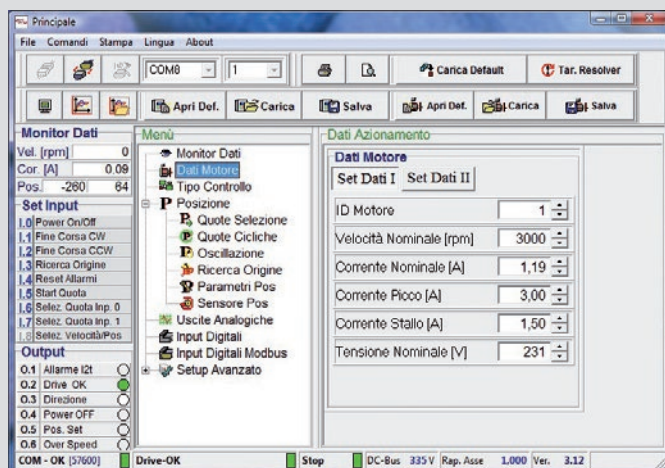 Principale
File Comandi Stampa Lingua About
COM8 1 Carica Default Tar. Resolver
Apri Def. Carica Salva Apri Def. Carica Salva
Monitor Dati
Vel. [rpm] 0
Cor. [A] 0,09
Pos. -260 64
Set Input
I.0 Power On/Off
I.1 Fine Corsa CW
I.2 Fine Corsa CCW
I.3 Ricerca Origine
I.4 Reset Allarmi
I.5 Start Quota
I.6 Selez. Quota Inp. 0
I.7 Selez. Quota Inp. 1
I.8 Selez. Velocità/Pos
Output
O.1 Allarme I2t
O.2 Drive OK
O.3 Direzione
O.4 Power OFF
O.5 Pos. Set
O.6 Over Speed
Menù
Monitor Dati
Dati Motore
Tipo Controllo
P Posizione
Quote Selezione
Quote Cicliche
Oscillazione
Ricerca Origine
Parametri Pos
Sensore Pos
Uscite Analogiche
Input Digitali
Input Digitali Modbus
Setup Avanzato
Dati Azionamento
Dati Motore
Set Dati I Set Dati II
ID Motore 1
Velocità Nominale [rpm] 3000
Corrente Nominale [A] 1,19
Corrente Picco [A] 3,00
Corrente Stallo [A] 1,50
Tensione Nominale [V] 231
COM - OK [57600] Drive-OK Stop DC-Bus 335 V Rap. Asse 1.000 Ver. 3.12